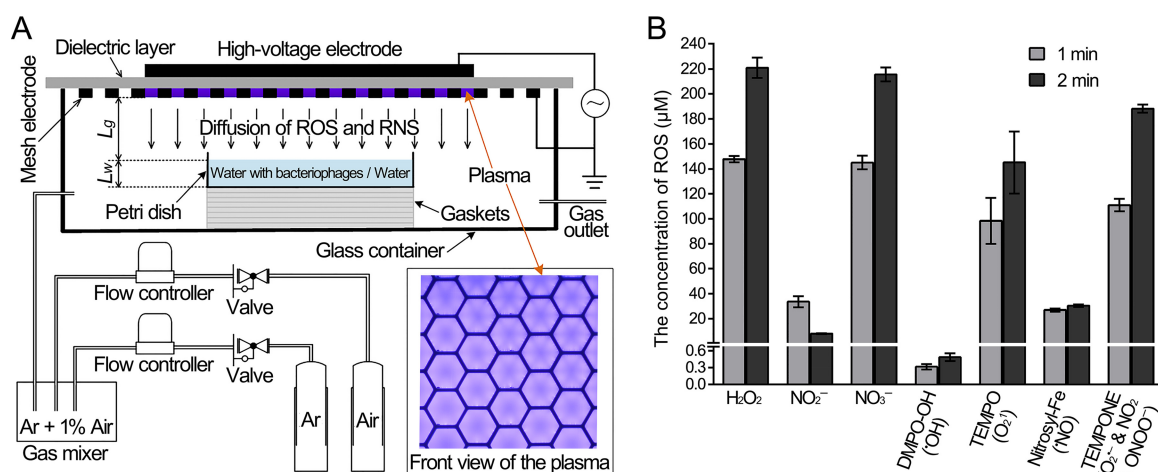 A
Dielectric layer
High-voltage electrode
Mesh electrode
Lg
Diffusion of ROS and RNS
Lw
Water with bacteriophages / Water
Plasma
Petri dish
Gaskets
Gas
outlet
Glass container
Flow controller
Valve
Flow controller
Valve
Ar + 1% Air
Gas mixer
Ar
Air
Front view of the plasma
B
The concentration of ROS (μM)
220
200
180
160
140
120
100
80
60
40
20
0.6
0.3
0.0
1 min
2 min
H₂O₂
NO₂⁻
NO₃⁻
DMPO-OH
(•OH)
TEMPO
(O₂¹)
Nitrosyl-Fe
(•NO)
TEMPONE
O₂•⁻ & NO₂
ONOO⁻)